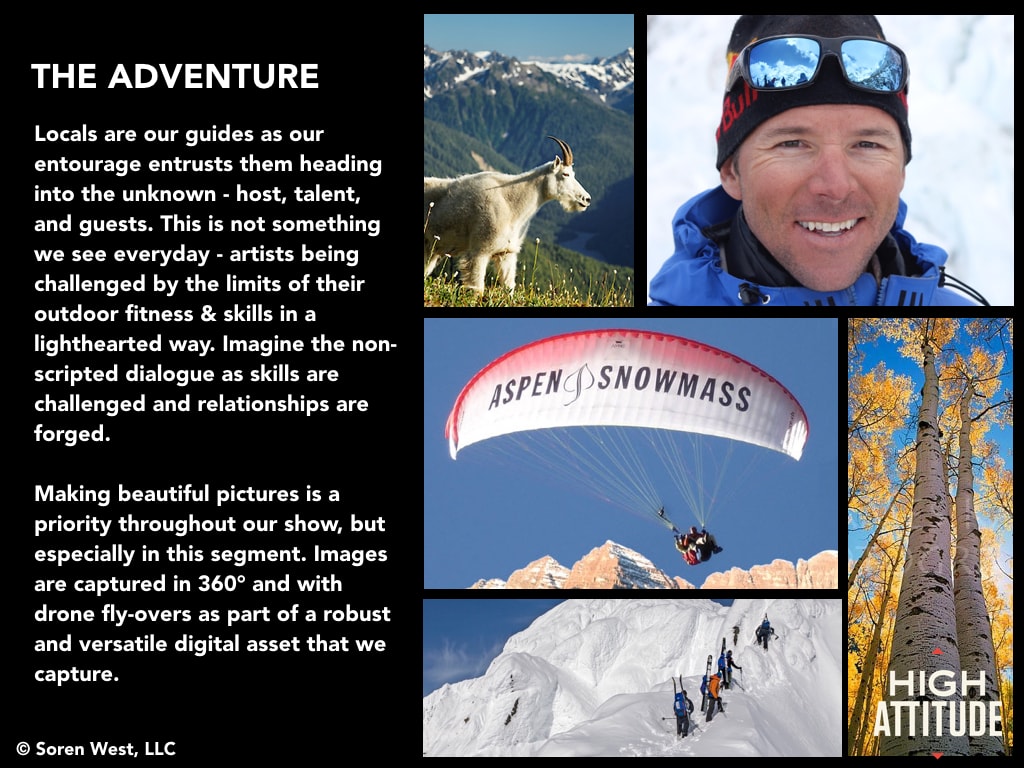 THE ADVENTURE
Locals are our guides as our
entourage entrusts them heading
into the unknown - host, talent,
and guests. This is not something
we see everyday - artists being
challenged by the limits of their
outdoor fitness & skills in a
lighthearted way. Imagine the non-
scripted dialogue as skills are
challenged and relationships are
forged.
Making beautiful pictures is a
priority throughout our show, but
especially in this segment. Images
are captured in 360° and with
drone fly-overs as part of a robust
and versatile digital asset that we
capture.
© Soren West, LLC
Bull
ASPEN SNOWMASS
HIGH
ATTITUDE